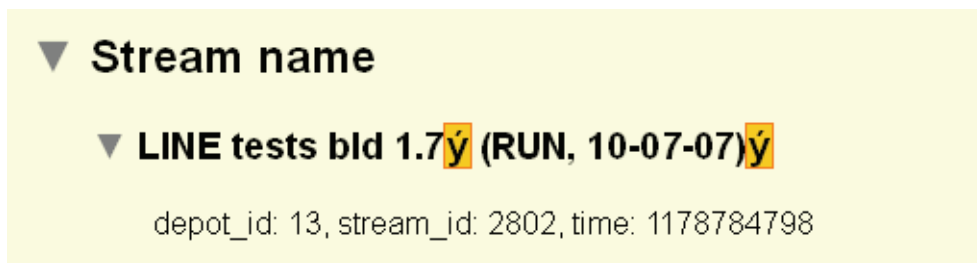 Stream name
LINE tests bld 1.7ý (RUN, 10-07-07)ý
depot_id: 13, stream_id: 2802, time: 1178784798